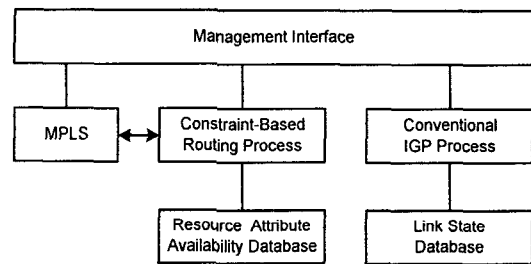 Management Interface
MPLS
Constraint-Based
Routing Process
Conventional
IGP Process
Resource Attribute
Availability Database
Link State
Database